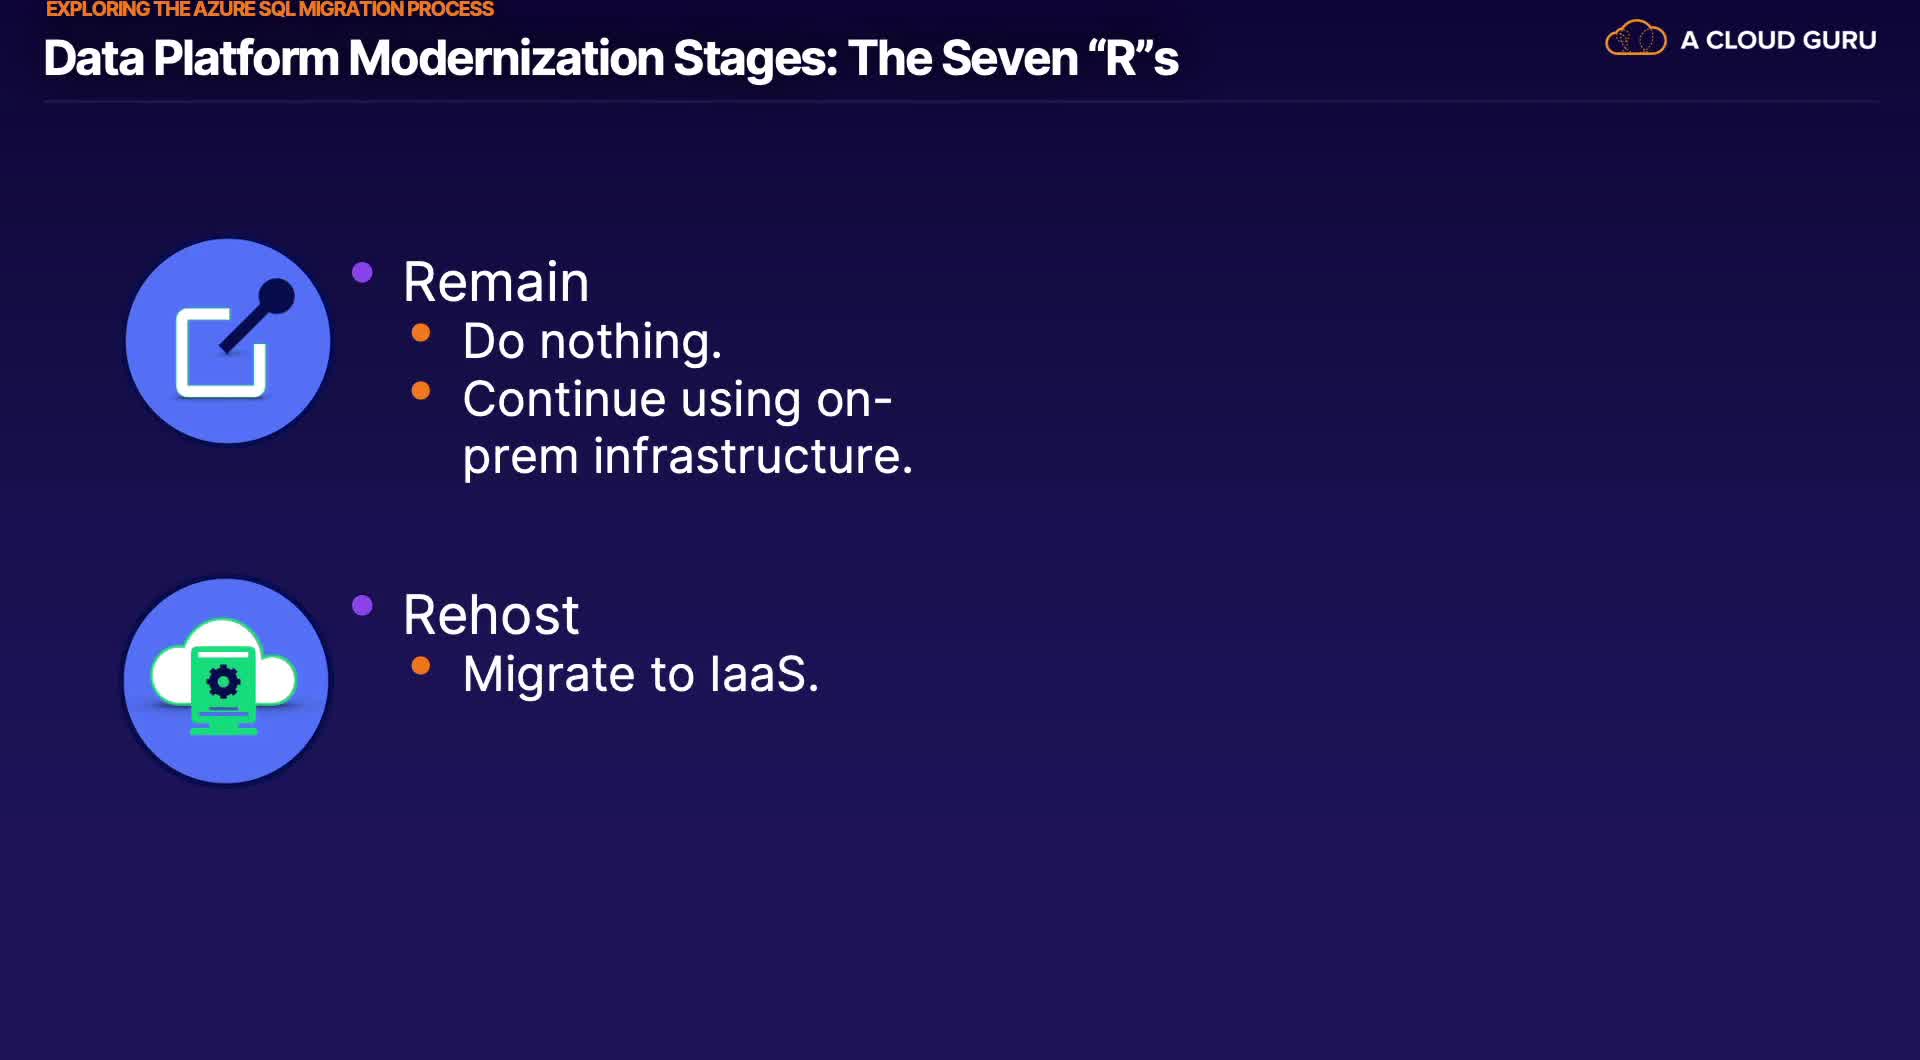 EXPLORING THE AZURE SQL MIGRATION PROCESS
Data Platform Modernization Stages: The Seven “R”s
A CLOUD GURU
Remain
Do nothing.
Continue using on-
prem infrastructure.
Rehost
Migrate to IaaS.